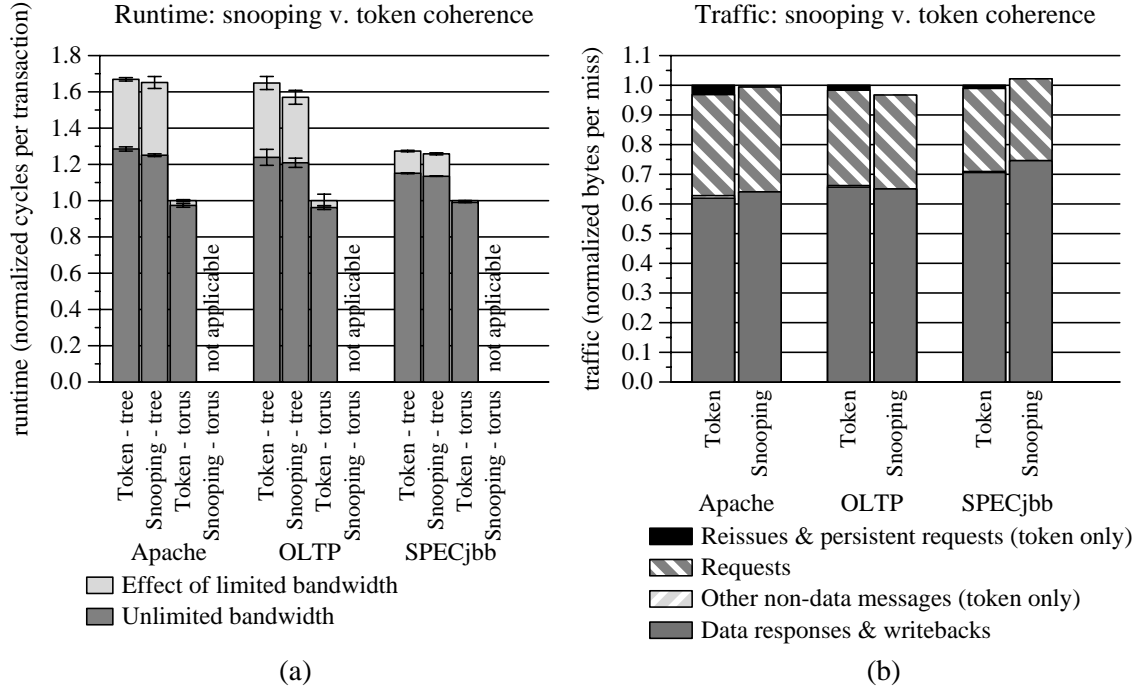 Runtime: snooping v. token coherence
runtime (normalized cycles per transaction)
1.8
1.6
1.4
1.2
1.0
0.8
0.6
0.4
0.2
0.0
not applicable
not applicable
not applicable
Token - tree
Snooping - tree
Token - torus
Snooping - torus
Token - tree
Snooping - tree
Token - torus
Snooping - torus
Token - tree
Snooping - tree
Token - torus
Snooping - torus
Apache
OLTP
SPECjbb
Effect of limited bandwidth
Unlimited bandwidth
(a)
Traffic: snooping v. token coherence
traffic (normalized bytes per miss)
1.1
1.0
0.9
0.8
0.7
0.6
0.5
0.4
0.3
0.2
0.1
0.0
Token
Snooping
Token
Snooping
Token
Snooping
Apache
OLTP
SPECjbb
Reissues & persistent requests (token only)
Requests
Other non-data messages (token only)
Data responses & writebacks
(b)